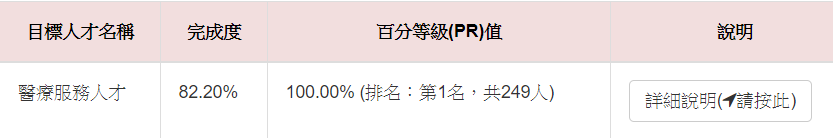 目標人才名稱 完成度 百分等級(PR)值 說明
醫療服務人才 82.20% 100.00% (排名：第1名，共249人) 詳細說明(請按此)